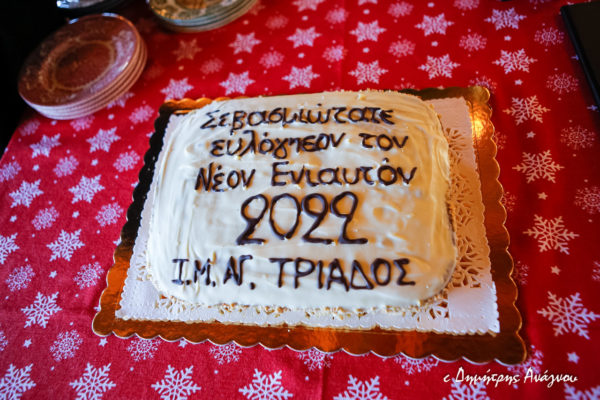 Σεβασμιώτατε
ευλόγησον τον
Νέον Ενιαυτόν
2022
Ι.Μ. ΑΓ. ΤΡΙΑΔΟΣ
c Δημήτρης Ανάγνου